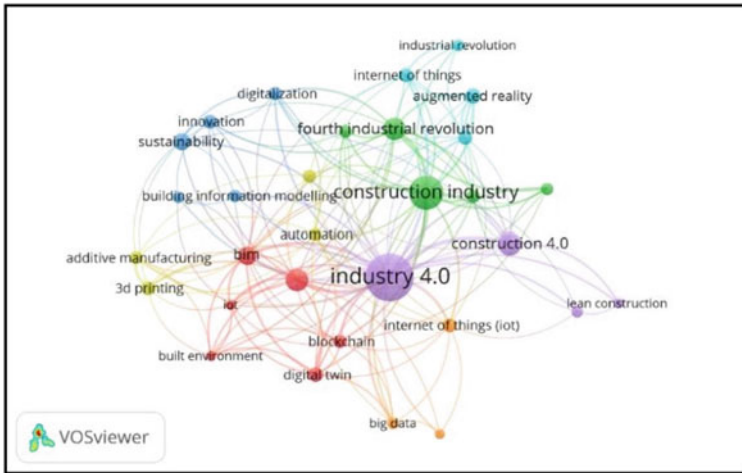 industrial revolution
internet of things
augmented reality
digitalization
innovation
fourth industrial revolution
sustainability
building information modelling
construction industry
automation
construction 4.0
bim
additive manufacturing
industry 4.0
3d printing
iot
lean construction
internet of things (iot)
blockchain
built environment
digital twin
big data
VOSviewer